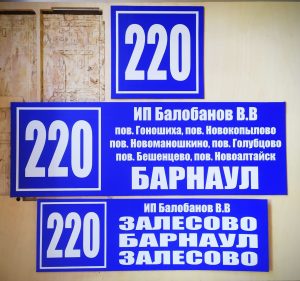 220
220
ИП Балобанов В.В
пов. Гоношиха, пов. Новокопылово
пов. Новоманошкино, пов. Голубцово
пов. Бешенцево, пов. Новоалтайск
БАРНАУЛ
220
ИП Балобанов В.В
ЗАЛЕСОВО
БАРНАУЛ
ЗАЛЕСОВО